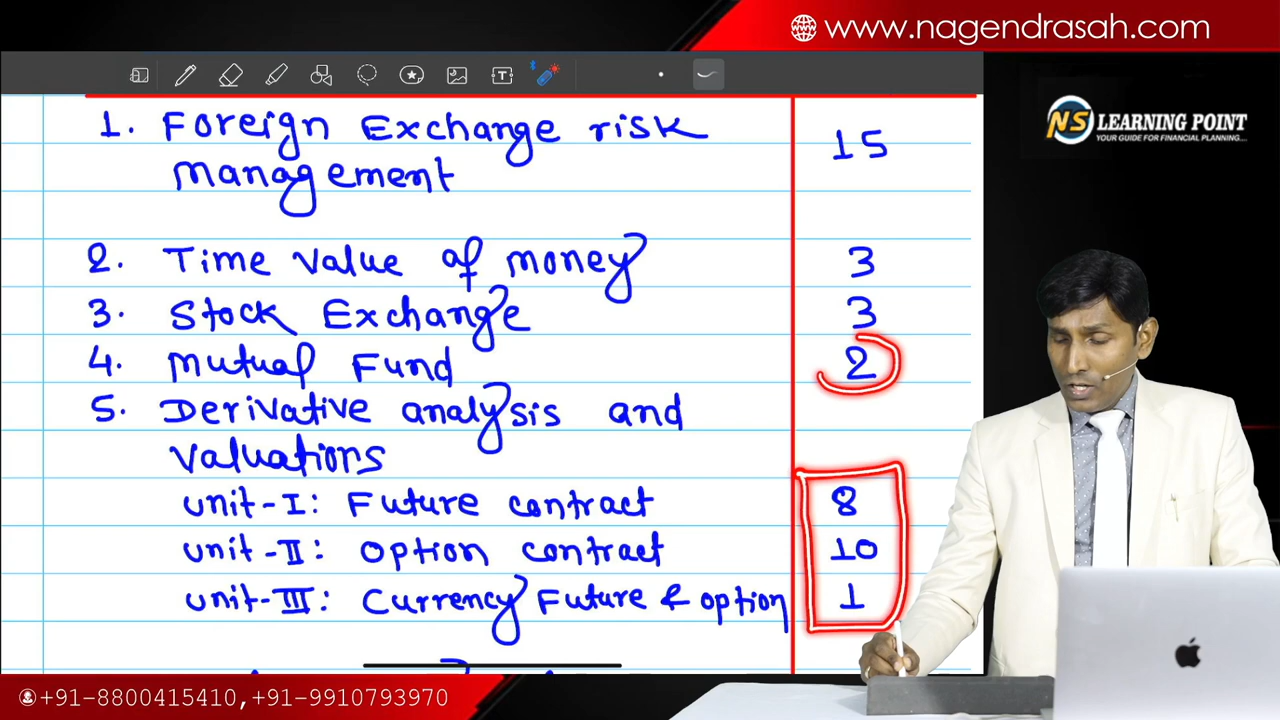 www.nagendrasah.com
NS LEARNING POINT
YOUR GUIDE FOR FINANCIAL PLANNING....
T
1. Foreign Exchange risk management 15
2. Time value of money 3
3. Stock Exchange 3
4. Mutual Fund 2
5. Derivative analysis and valuations
unit-I: Future contract 8
unit-II: option contract 10
unit-III: Currency Future & option 1
+91-8800415410,+91-9910793970